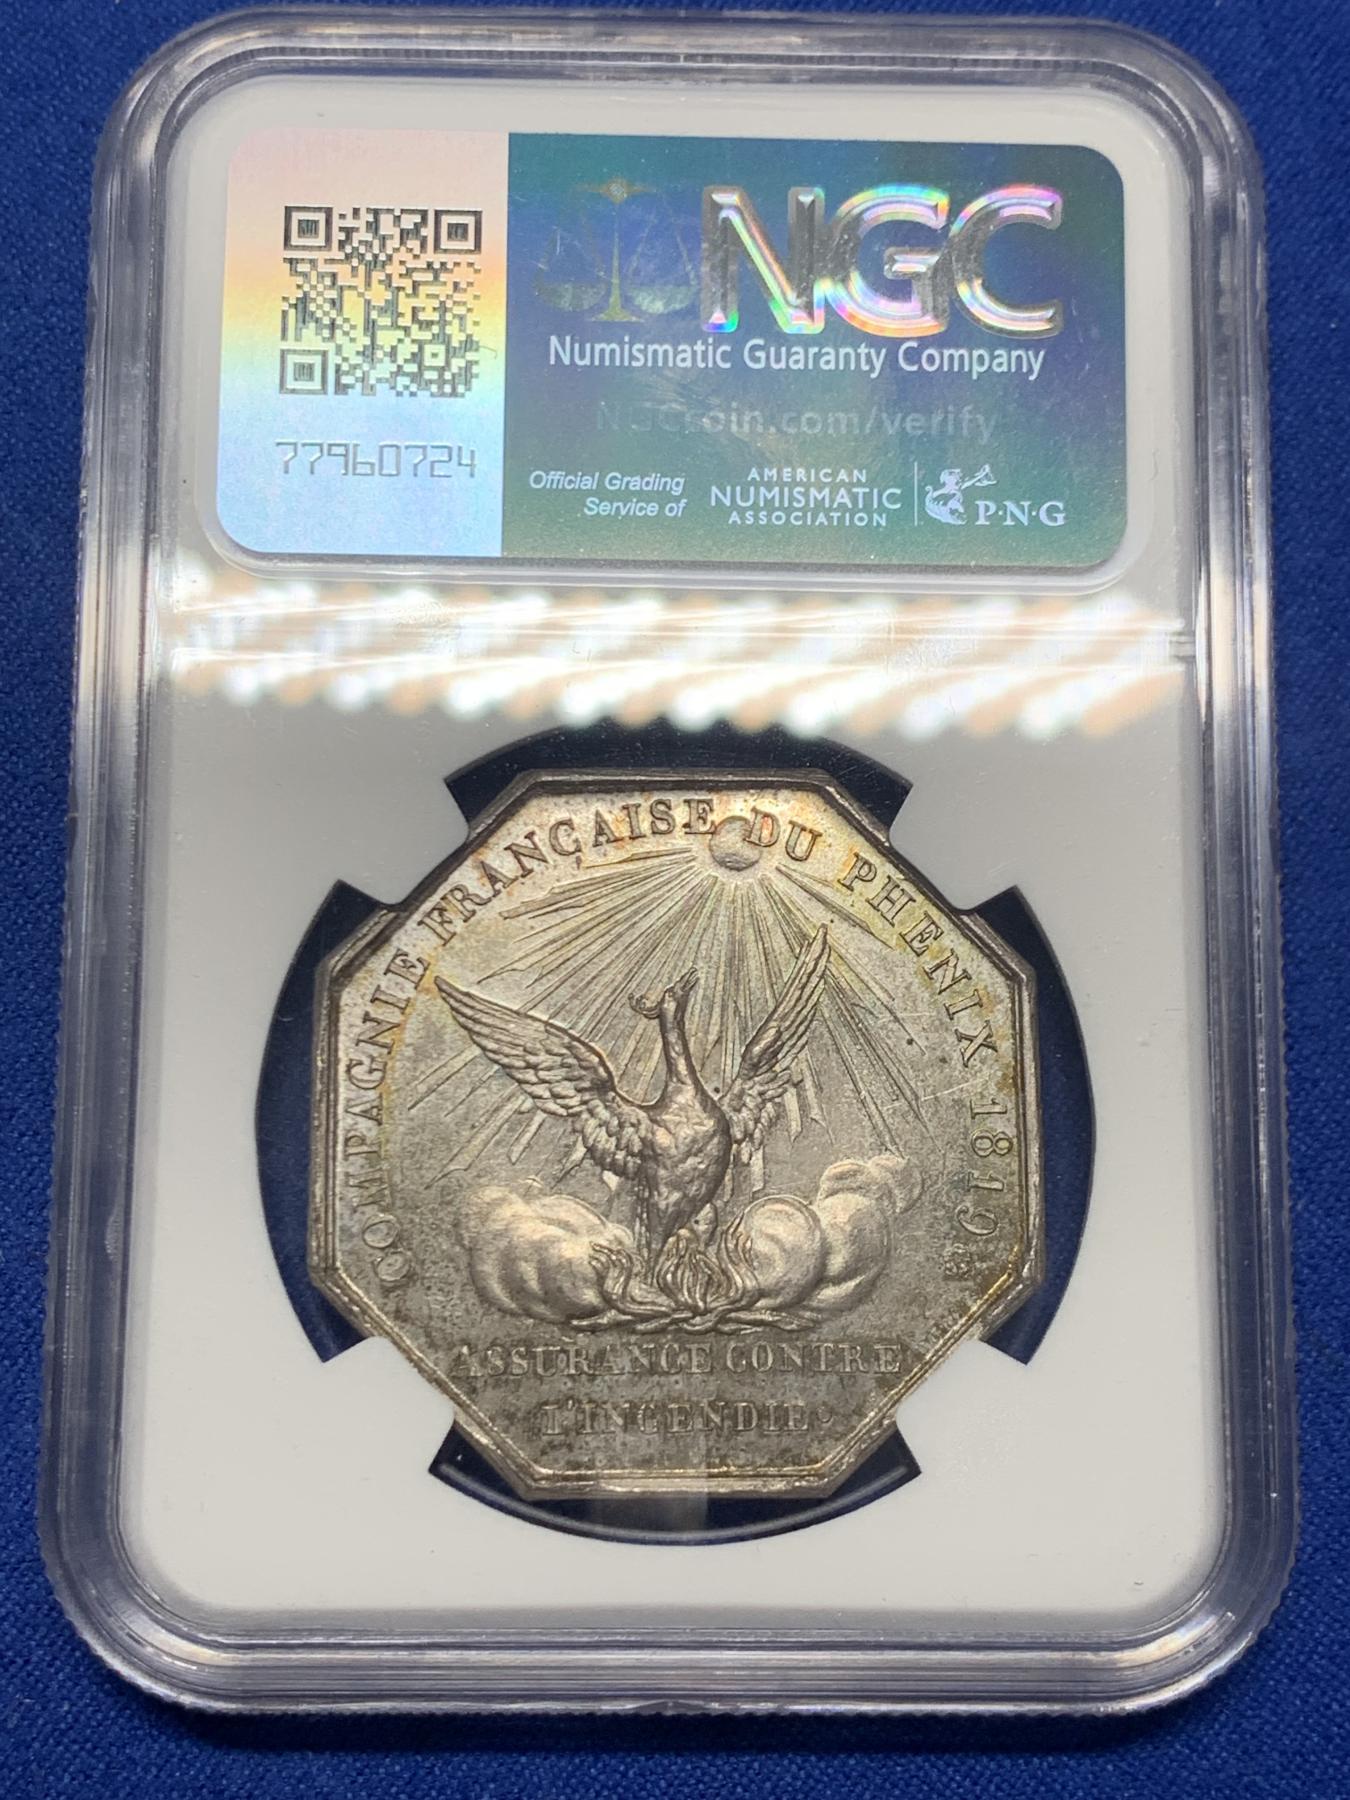 NGC
Numismatic Guaranty Company
NGCcoin.com/verify
77960724
Official Grading
Service of
AMERICAN
NUMISMATIC
ASSOCIATION
P·N·G
COMPAGNIE FRANÇAISE DU PHENIX 1819
ASSURANCE CONTRE
L'INCENDIE·